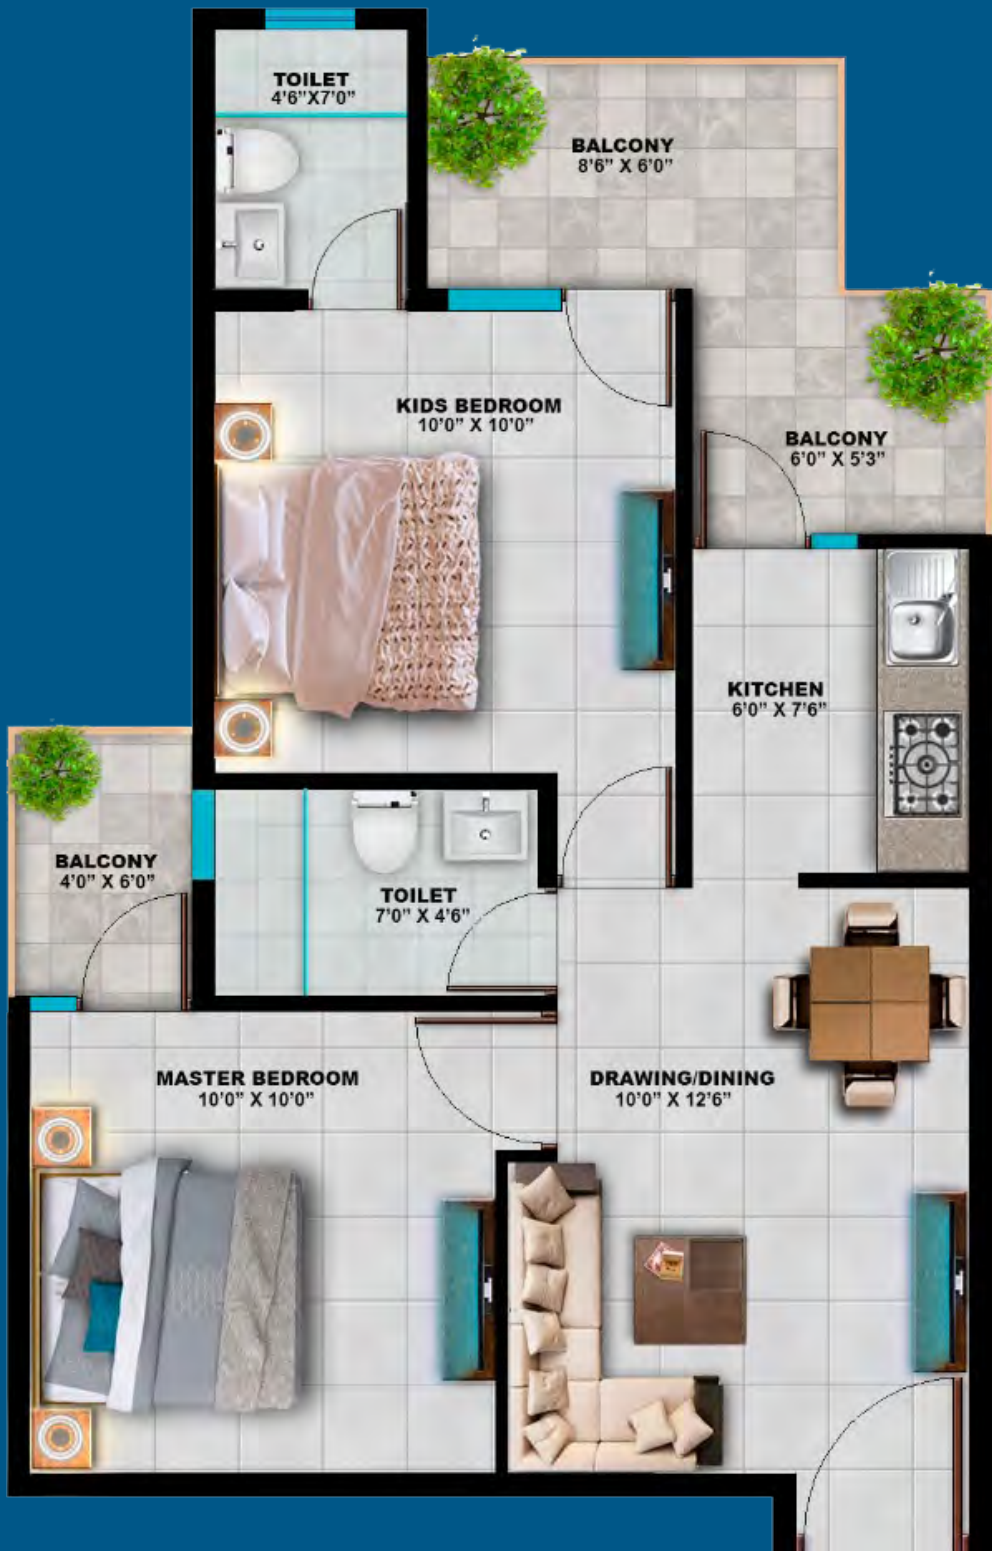 TOILET
4'6”X7'0”
BALCONY
8'6” X 6'0”
KIDS BEDROOM
10'0” X 10'0”
BALCONY
6'0” X 5'3”
KITCHEN
6'0” X 7'6”
BALCONY
4'0” X 6'0”
TOILET
7'0” X 4'6”
MASTER BEDROOM
10'0” X 10'0”
DRAWING/DINING
10'0” X 12'6”